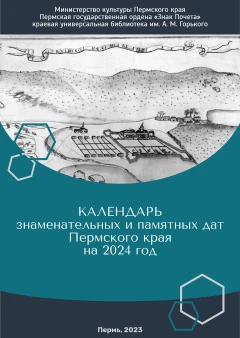 Министерство культуры Пермского края
Пермская государственная ордена «Знак Почета»
краевая универсальная библиотека им. А. М. Горького
КАЛЕНДАРЬ
знаменательных и памятных дат
Пермского края
на 2024 год
Пермь, 2023